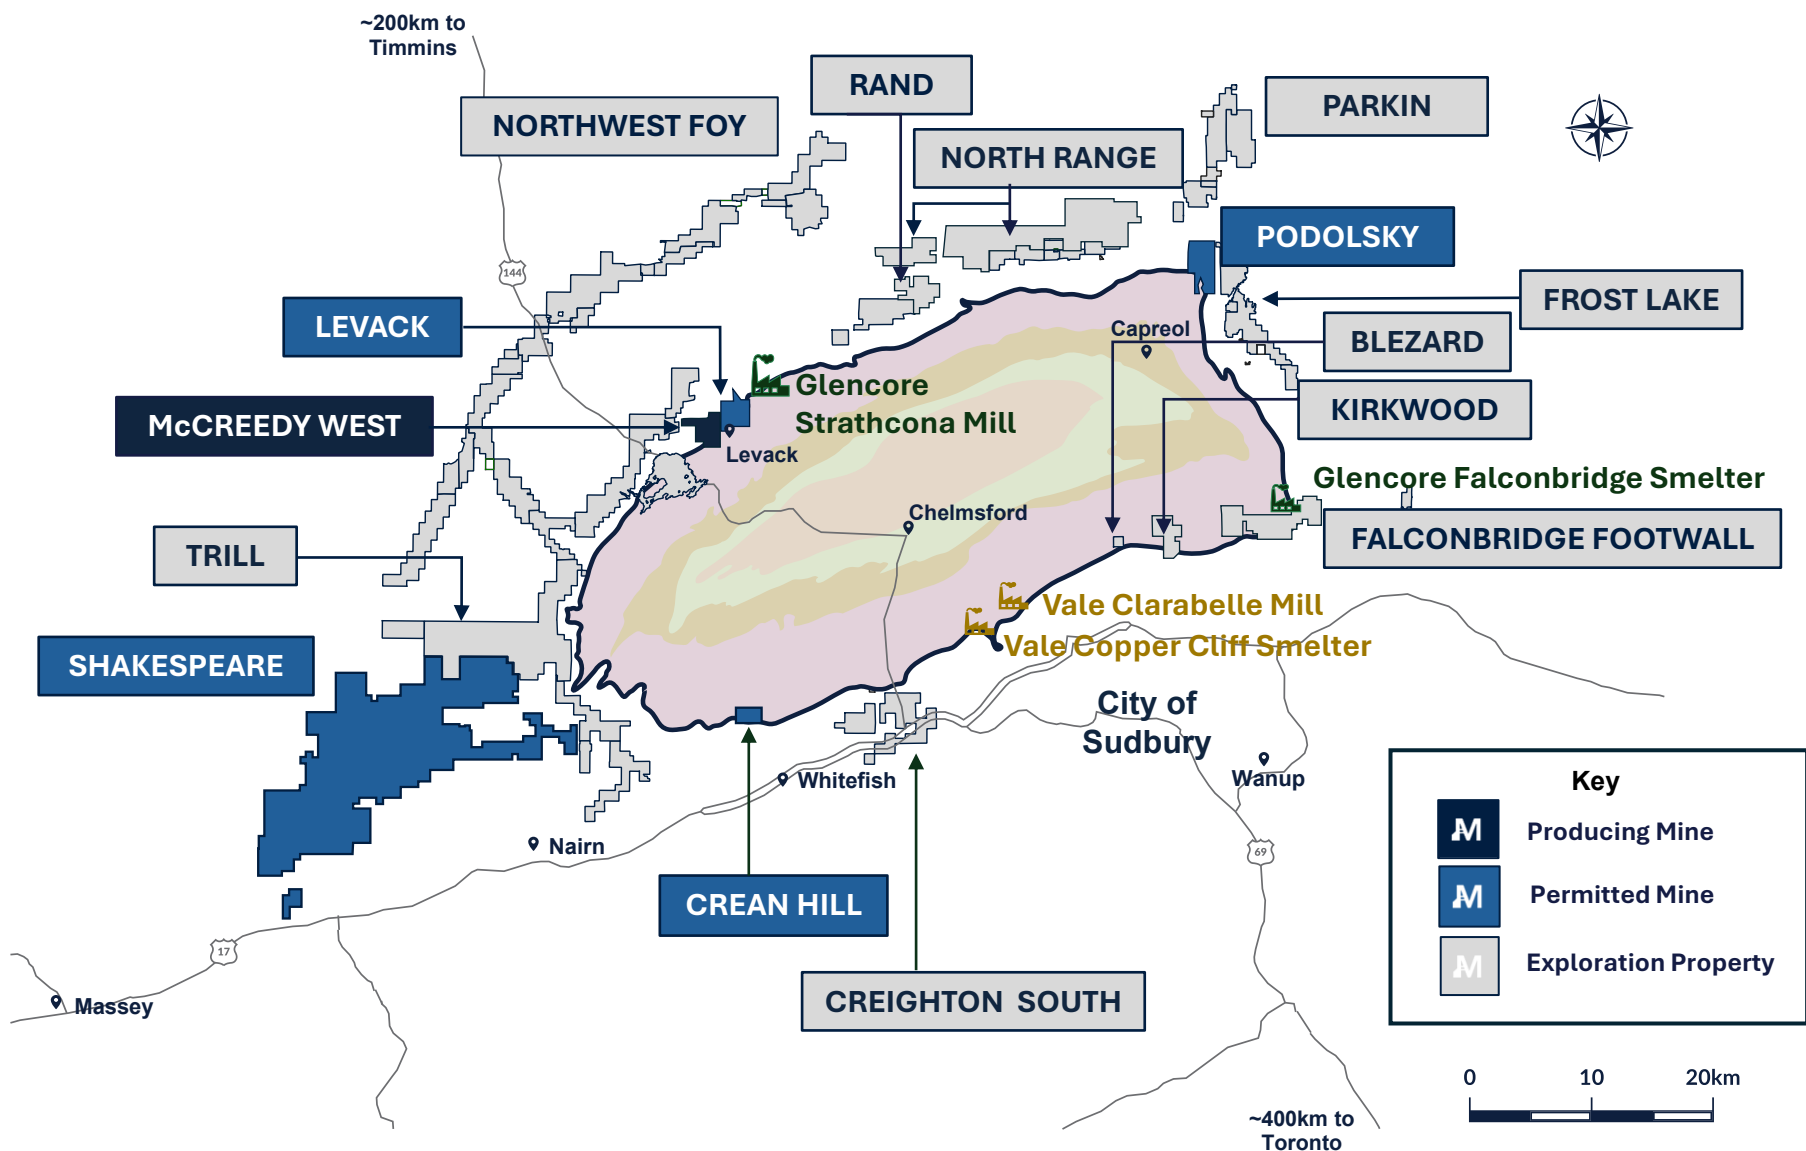 ~200km to
Timmins
RAND
PARKIN
NORTHWEST FOY
NORTH RANGE
PODOLSKY
144
FROST LAKE
LEVACK
Capreol
BLEZARD
Glencore
Strathcona Mill
KIRKWOOD
McCREEDY WEST
Levack
Glencore Falconbridge Smelter
Chelmsford
FALCONBRIDGE FOOTWALL
TRILL
Vale Clarabelle Mill
Vale Copper Cliff Smelter
SHAKESPEARE
City of
Sudbury
Whitefish
Wanup
Key
M Producing Mine
Nairn
69
M Permitted Mine
CREAN HILL
17
M Exploration Property
Massey
CREIGHTON SOUTH
0 10 20km
~400km to
Toronto